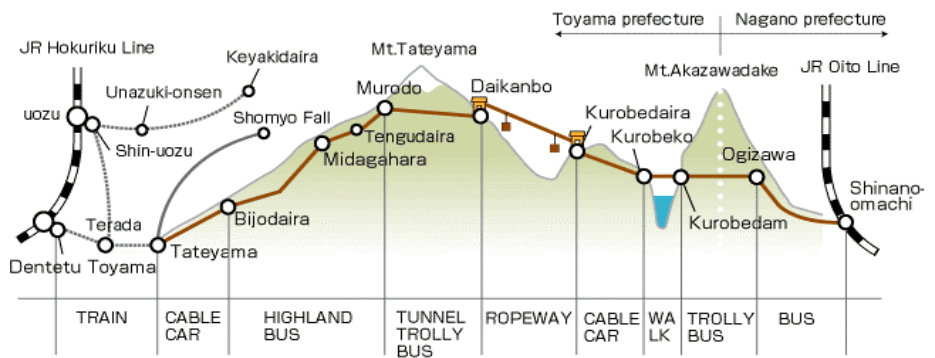 Toyama prefecture
Nagano prefecture
JR Hokuriku Line
Keyakidaira
Mt.Tateyama
Mt.Akazawadake
JR Oito Line
Unazuki-onsen
Murodo
Daikanbo
uozu
Shomyo Fall
Kurobedaira
Shin-uozu
Tengudaira
Kurobeko
Midagahara
Ogizawa
Shinano-
omachi
Bijodaira
Kurobedam
Terada
Tateyama
Dentetu Toyama
TRAIN
CABLE
CAR
HIGHLAND
BUS
TUNNEL
TROLLY
BUS
ROPEWAY
CABLE
CAR
WA
LK
TROLLY
BUS
BUS